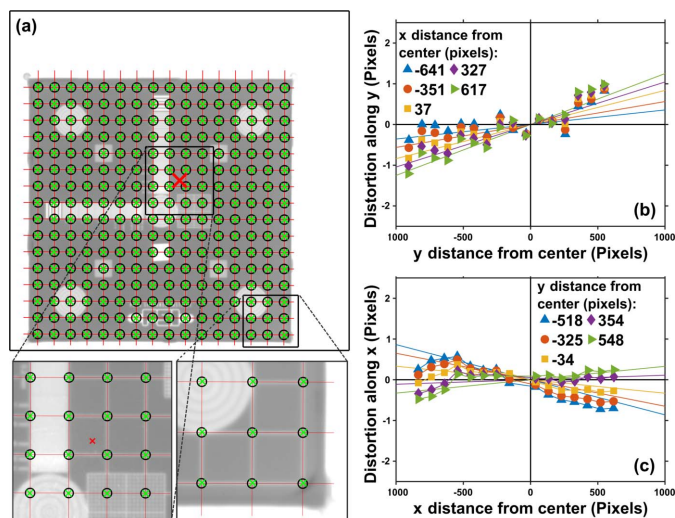 (a)
x distance from
center (pixels):
-641 327
-351 617
37
Distortion along y (Pixels)
2
1
0
-1
-2
1000 -500 0 500 1000
y distance from center (Pixels)
(b)
y distance from
center (pixels):
-518 354
-325 548
-34
Distortion along x (Pixels)
2
1
0
-1
-2
1000 -500 0 500 1000
x distance from center (Pixels)
(c)